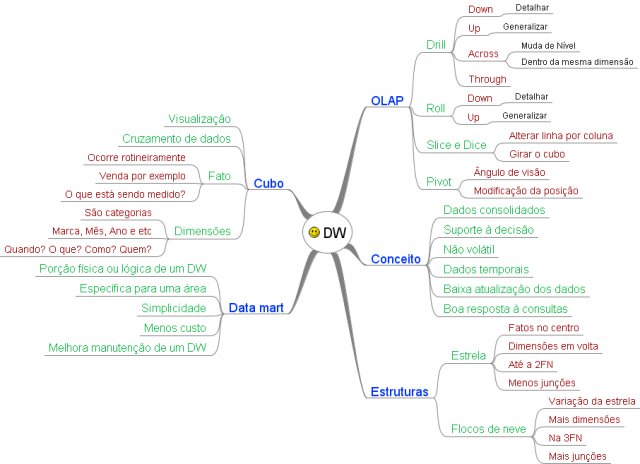 DW
OLAP
Drill
Down
Detalhar
Up
Generalizar
Across
Muda de Nível
Dentro da mesma dimensão
Through
Roll
Down
Detalhar
Up
Generalizar
Slice e Dice
Alterar linha por coluna
Girar o cubo
Pivot
Ângulo de visão
Modificação da posição
Conceito
Dados consolidados
Suporte à decisão
Não volátil
Dados temporais
Baixa atualização dos dados
Boa resposta à consultas
Estruturas
Estrela
Fatos no centro
Dimensões em volta
Até a 2FN
Menos junções
Flocos de neve
Variação da estrela
Mais dimensões
Na 3FN
Mais junções
Cubo
Visualização
Cruzamento de dados
Fato
Ocorre rotineiramente
Venda por exemplo
O que está sendo medido?
Dimensões
São categorias
Marca, Mês, Ano e etc
Quando? O que? Como? Quem?
Data mart
Porção física ou lógica de um DW
Específica para uma área
Simplicidade
Menos custo
Melhora manutenção de um DW